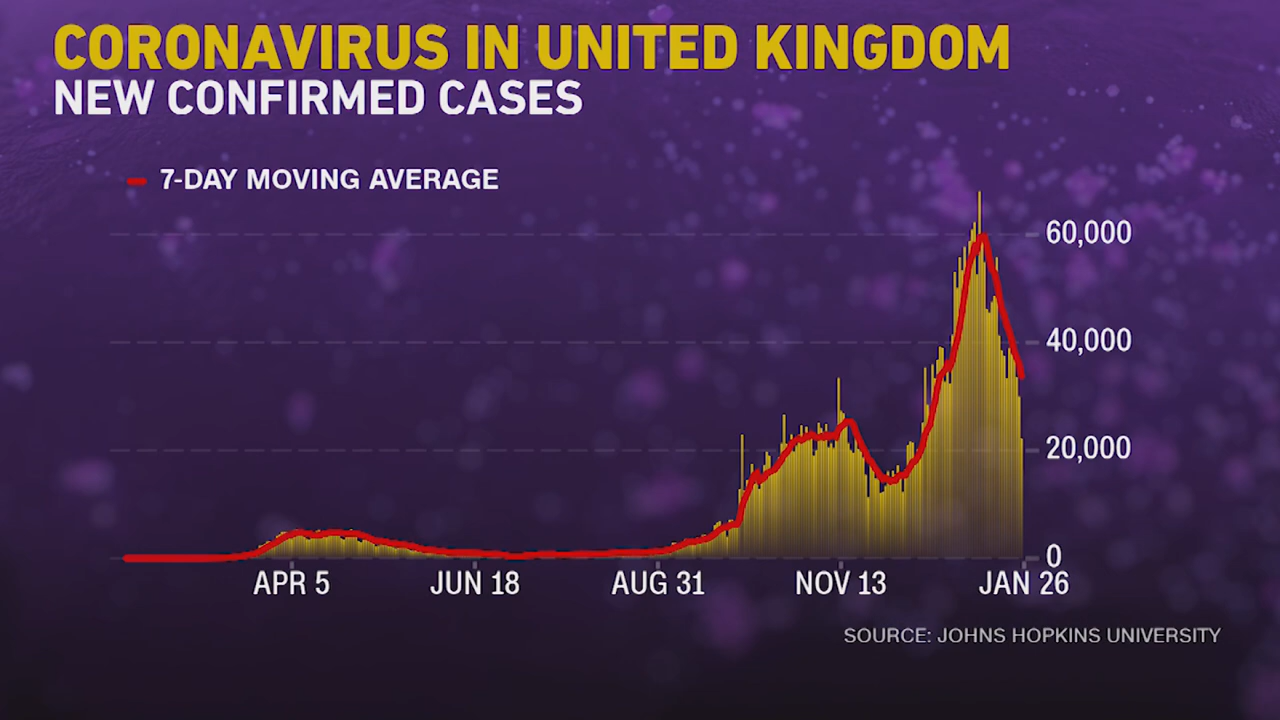 CORONAVIRUS IN UNITED KINGDOM
NEW CONFIRMED CASES
7-DAY MOVING AVERAGE
60,000
40,000
20,000
0
APR 5 JUN 18 AUG 31 NOV 13 JAN 26
SOURCE: JOHNS HOPKINS UNIVERSITY